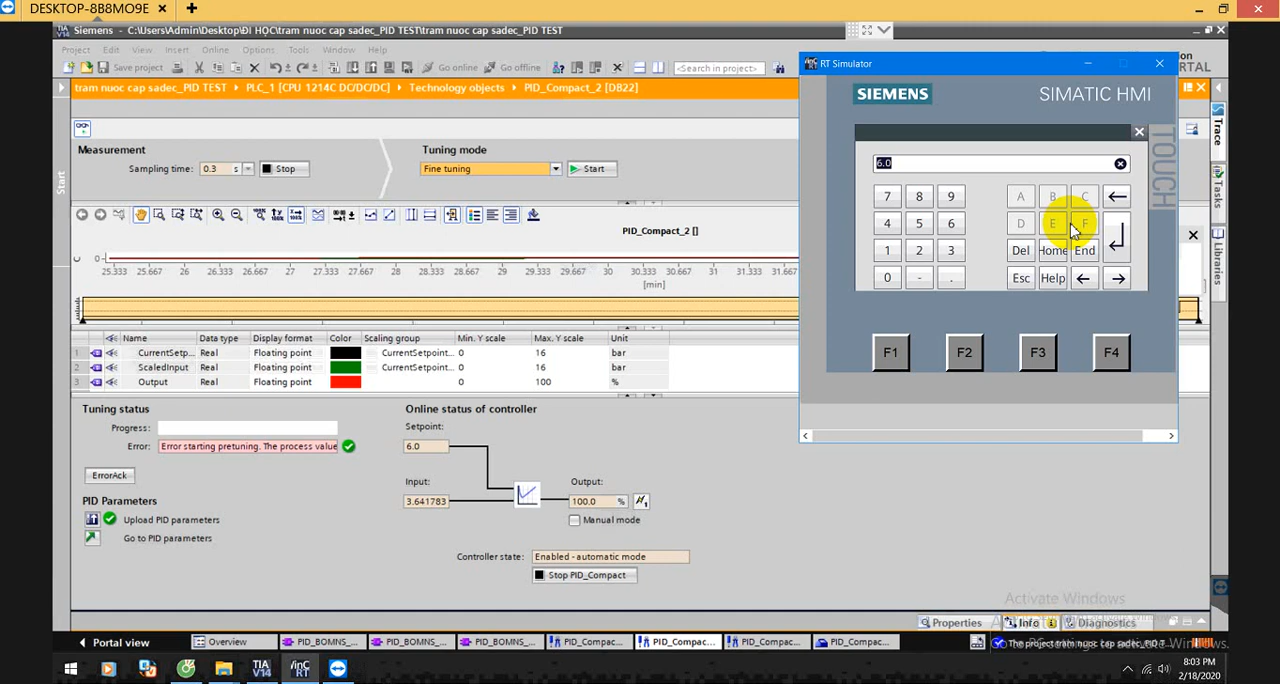 DESKTOP-8B8MO9E
Siemens - C:\Users\Admin\Desktop\DI HỌC\tram nuoc cap sadec_PID TEST\tram nuoc cap sadec_PID TEST
Project Edit View Insert Online Options Tools Window Help
Save project Go online Go offline <Search in project>
PORTAL
tram nuoc cap sadec_PID TEST PLC_1 [CPU 1214C DC/DC/DC] Technology objects PID_Compact_2 [DB22]
Start
Measurement
Sampling time: 0.3 s Stop
Tuning mode
Fine tuning Start
PID_Compact_2 []
0
25.333 25.667 26 26.333 26.667 27 27.333 27.667 28 28.333 28.667 29 29.333 29.667 30 30.333 30.667 31 31.333
[min]
Name Data type Display format Color Scaling group Min. Y scale Max. Y scale Unit
1 CurrentSetp... Real Floating point CurrentSetpoint... 0 16 bar
2 ScaledInput Real Floating point CurrentSetpoint... 0 16 bar
3 Output Real Floating point 0 100 %
Tuning status
Progress:
Error: Error starting pretuning. The process value
ErrorAck
PID Parameters
Upload PID parameters
Go to PID parameters
Online status of controller
Setpoint:
6.0
Input:
3.641783
Output:
100.0 %
Manual mode
Controller state: Enabled - automatic mode
Stop PID_Compact
RT Simulator
SIEMENS SIMATIC HMI
TOUCH
6.0
7 8 9 A B C
4 5 6 D E F
1 2 3 Del Home End
0 - . Esc Help
F1 F2 F3 F4
Trace
Tasks
Libraries
Activate Windows
Properties Info Diagnostics
Portal view Overview PID_BOMNS_... PID_BOMNS_... PID_BOMNS_... PID_Compac... PID_Compac... PID_Compac... PID_Compac...
The project tram nuoc cap sadec_PID T...
TIA V14
RT
8:03 PM
2/18/2020